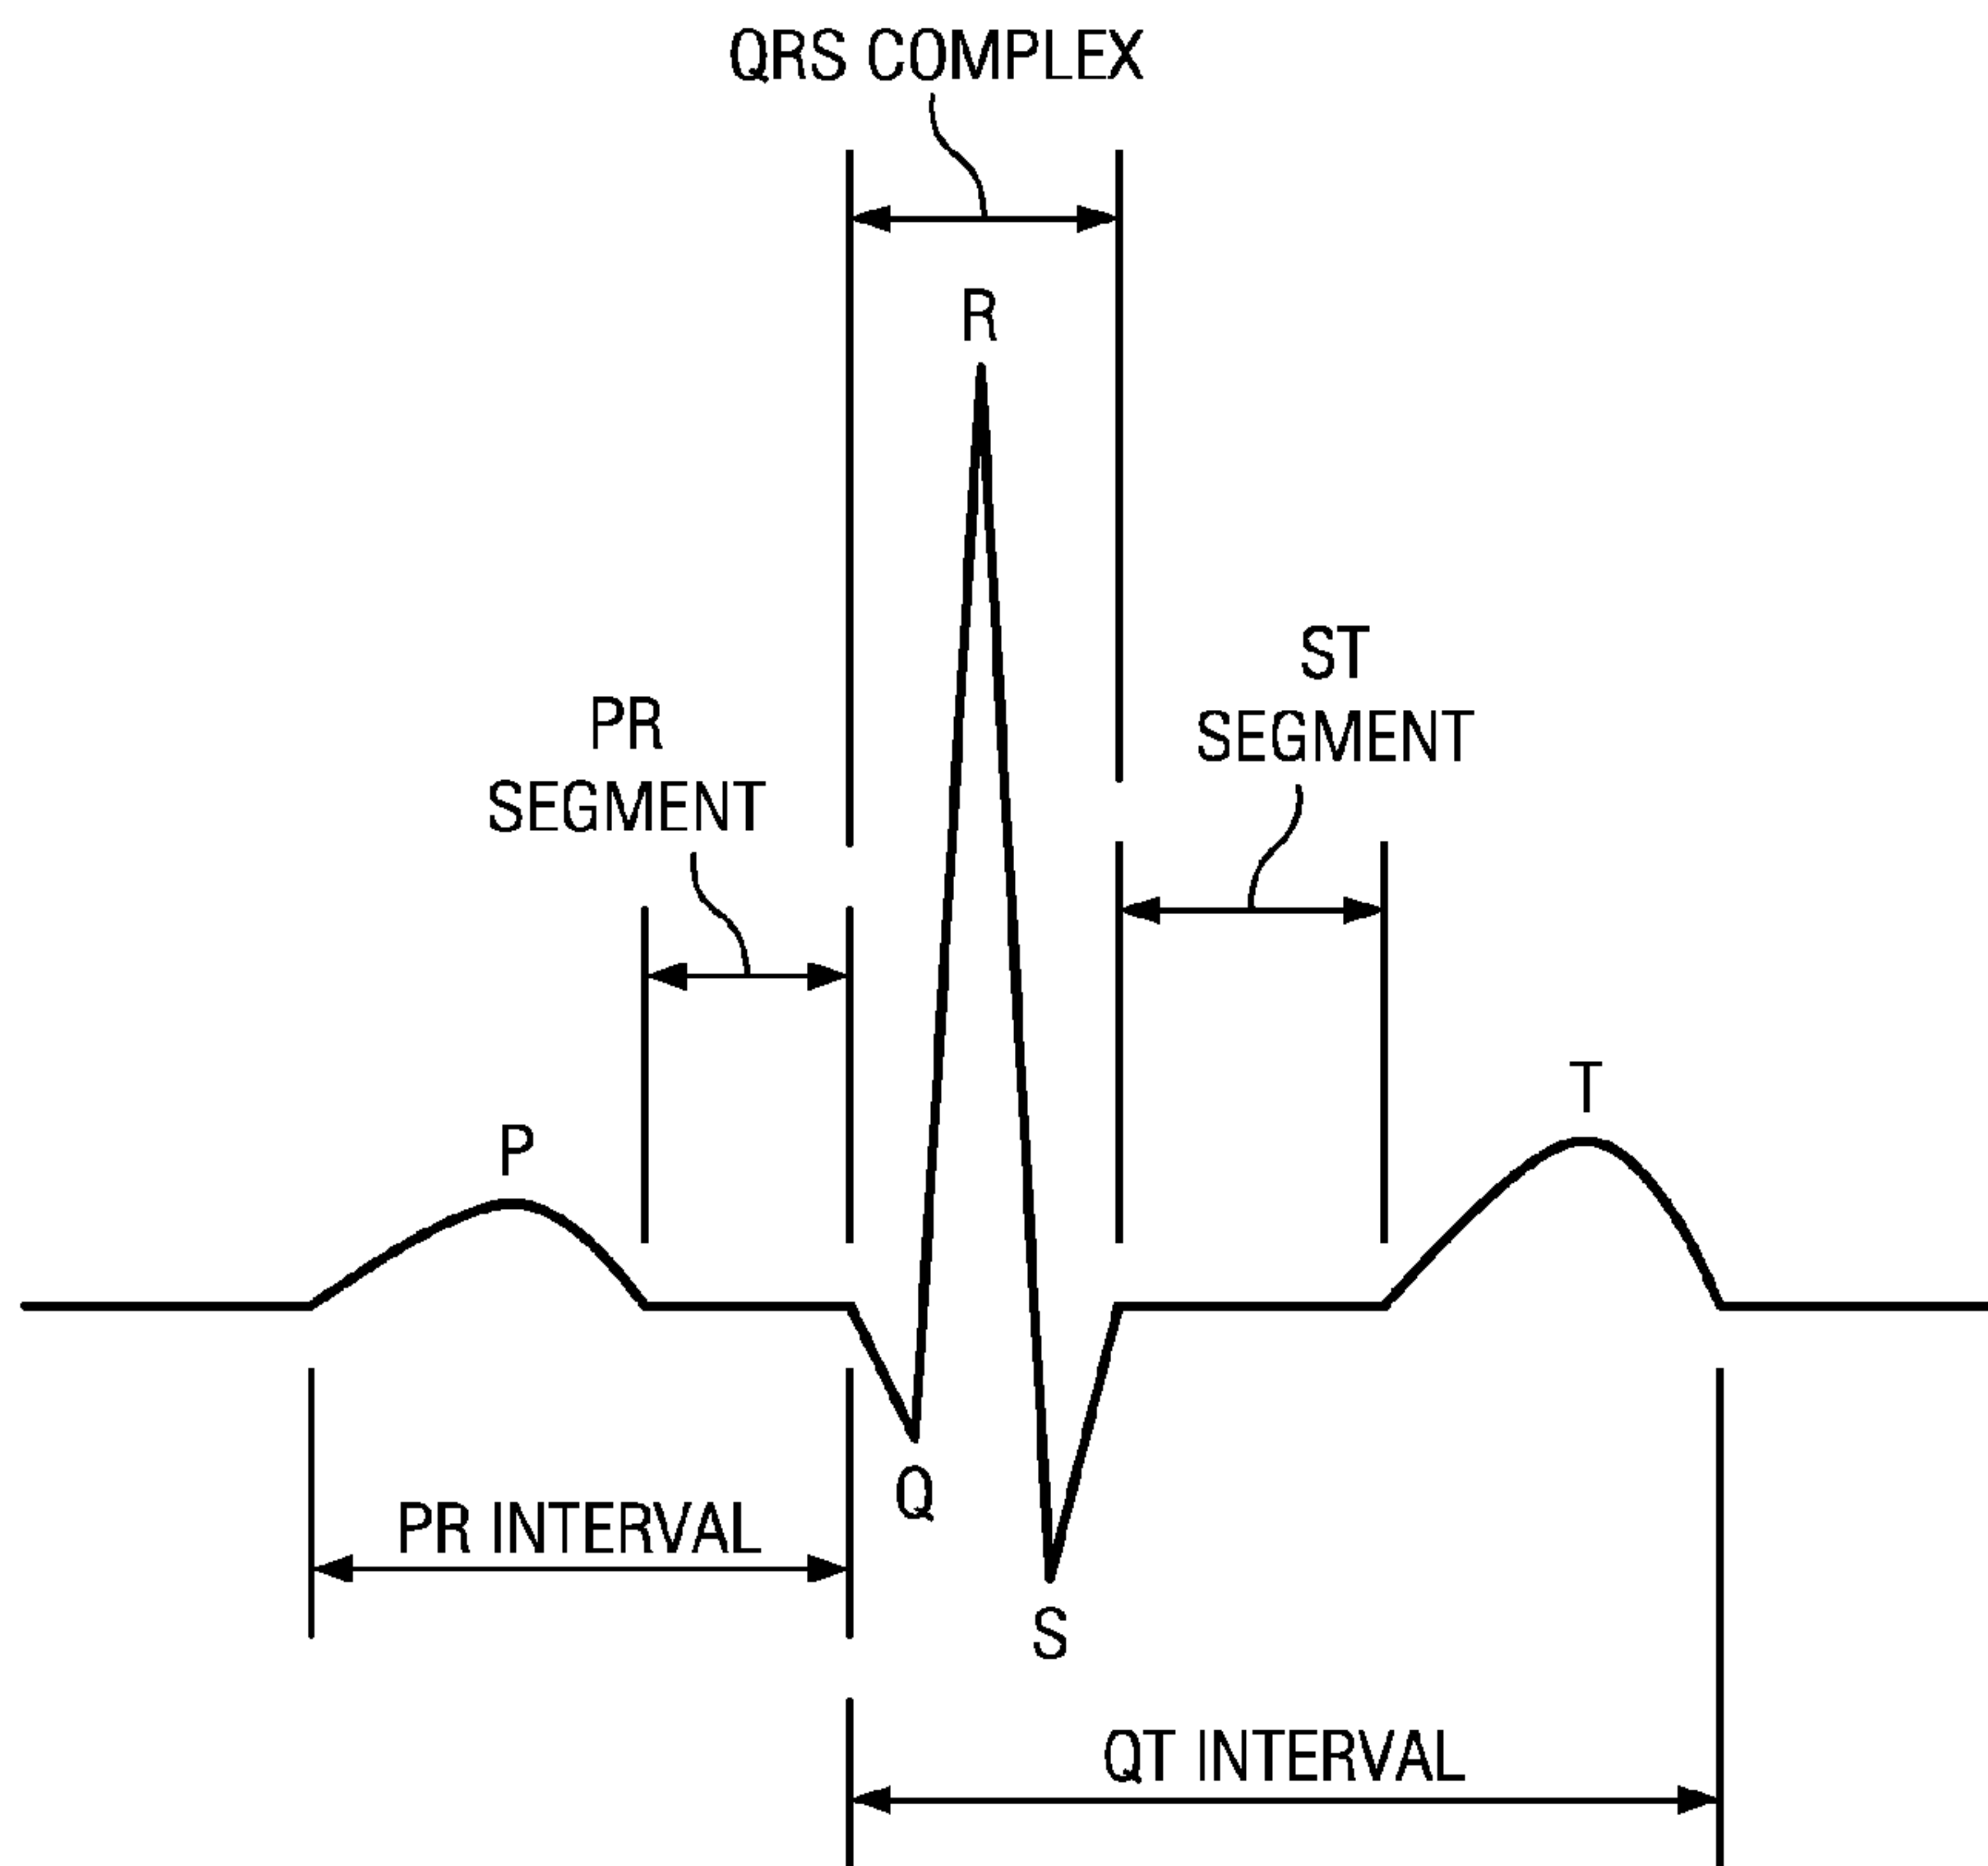 QRS COMPLEX
R
ST
SEGMENT
PR
SEGMENT
T
P
Q
PR INTERVAL
S
QT INTERVAL